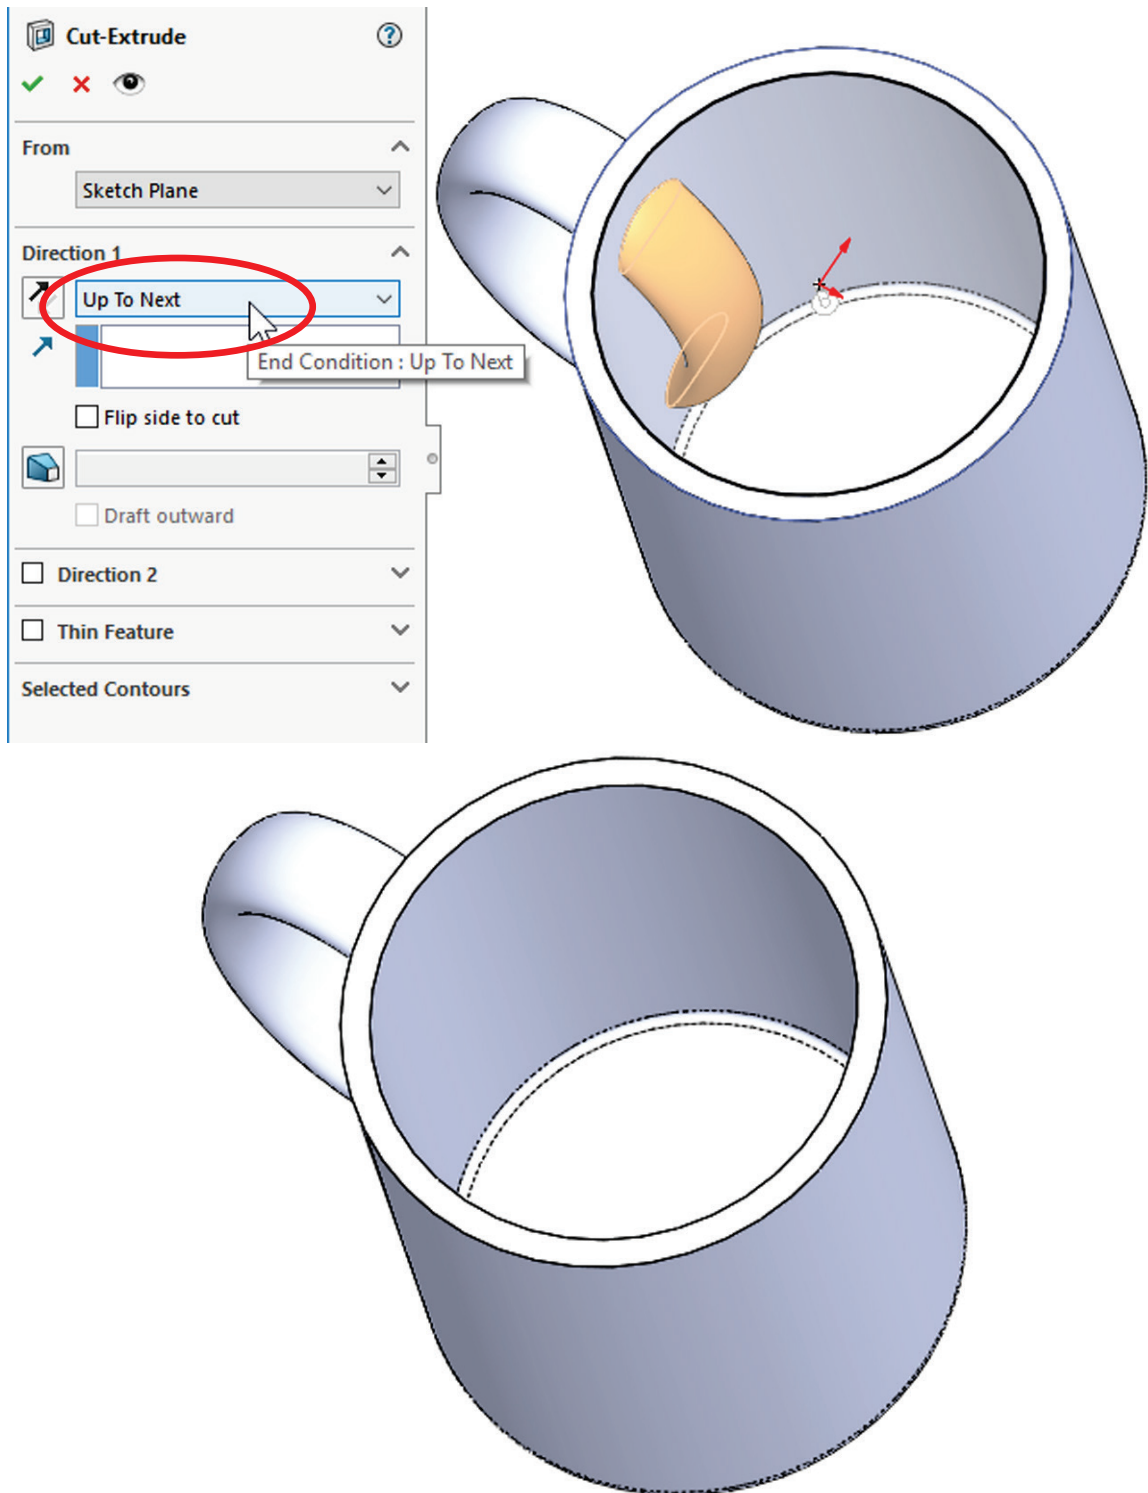 Cut-Extrude
From
Sketch Plane
Direction 1
Up To Next
End Condition : Up To Next
Flip side to cut
Draft outward
Direction 2
Thin Feature
Selected Contours